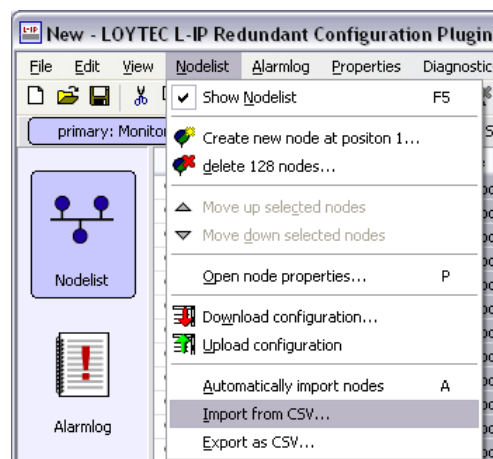 New - LOYTEC L-IP Redundant Configuration Plugin
File Edit View Nodelist Alarmlog Properties Diagnostic
Show Nodelist F5
primary: Monito
Create new node at positon 1...
delete 128 nodes...
Move up selected nodes
Move down selected nodes
Nodelist
Open node properties... P
Download configuration...
Upload configuration
Automatically import nodes A
Import from CSV...
Alarmlog
Export as CSV...